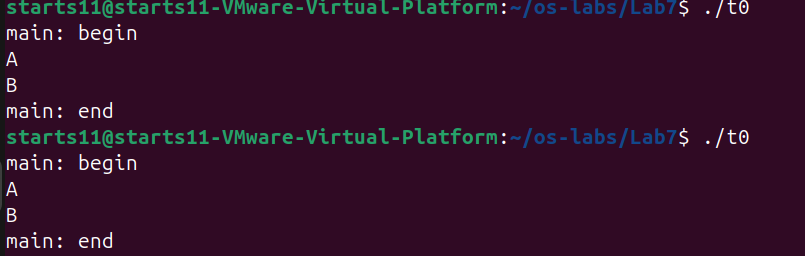 starts11@starts11-VMware-Virtual-Platform:~/os-labs/Lab7$ ./t0
main: begin
A
B
main: end
starts11@starts11-VMware-Virtual-Platform:~/os-labs/Lab7$ ./t0
main: begin
A
B
main: end